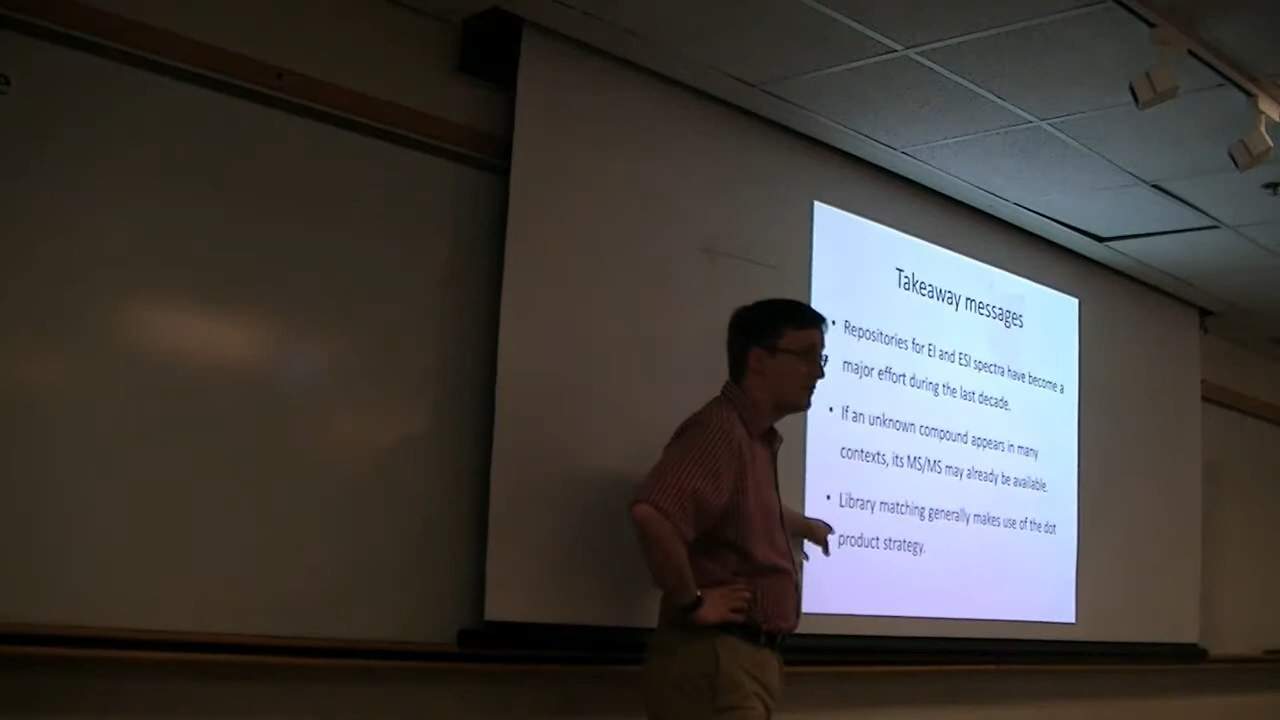 e
Takeaway messages
• Repositories for EI and ESI spectra have become a
major effort during the last decade.
• If an unknown compound appears in many
contexts, its MS/MS may already be available.
• Library matching generally makes use of the dot
product strategy.